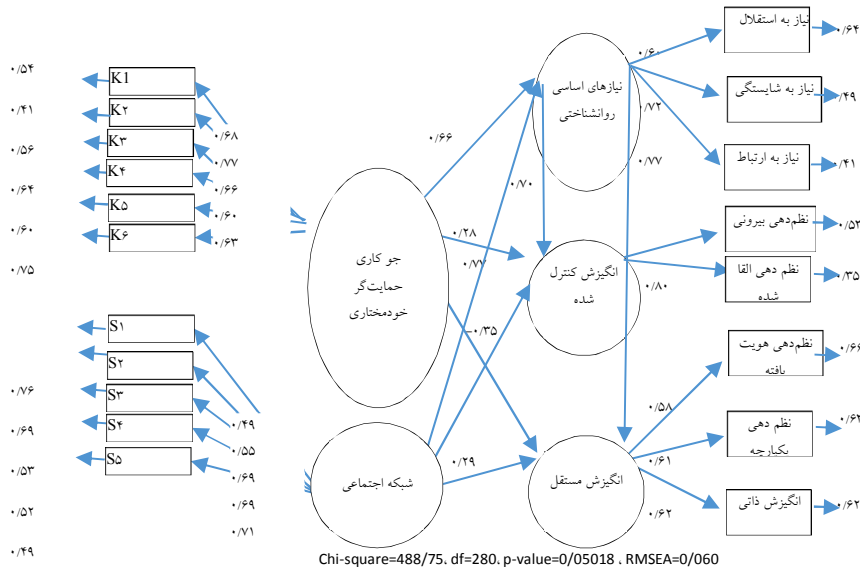 ۰/۵۴
۰/۴۱
۰/۵۶
۰/۶۴
۰/۶۰
۰/۷۵
K1
K۲
K۳
K۴
K۵
K۶
۰/۶۸
۰/۷۷
۰/۶۶
۰/۶۰
۰/۶۳
S۱
S۲
S۳
S۴
S۵
۰/۷۶
۰/۶۹
۰/۵۳
۰/۵۲
۰/۴۹
۰/۴۹
۰/۵۵
۰/۶۹
۰/۶۹
۰/۷۱
جو کاری
حمایت‌گر
خودمختاری
شبکه اجتماعی
۰/۶۶
۰/۲۸
۰/۷۰
-۰/۳۵
۰/۲۹
نیازهای اساسی
روانشناختی
انگیزش کنترل
شده
انگیزش مستقل
۰/۷۲
۰/۷۷
۰/۸۰
۰/۵۸
۰/۶۱
۰/۶۲
نیاز به استقلال
نیاز به شایستگی
نیاز به ارتباط
نظم‌دهی بیرونی
نظم دهی القا
شده
نظم‌دهی هویت
یافته
نظم دهی
یکپارچه
انگیزش ذاتی
۰/۶۴
۰/۴۹
۰/۴۱
۰/۵۳
۰/۳۵
۰/۶۶
۰/۶۲
۰/۶۲
Chi-square=488/75، df=280، p-value=0/05018 ، RMSEA=0/060